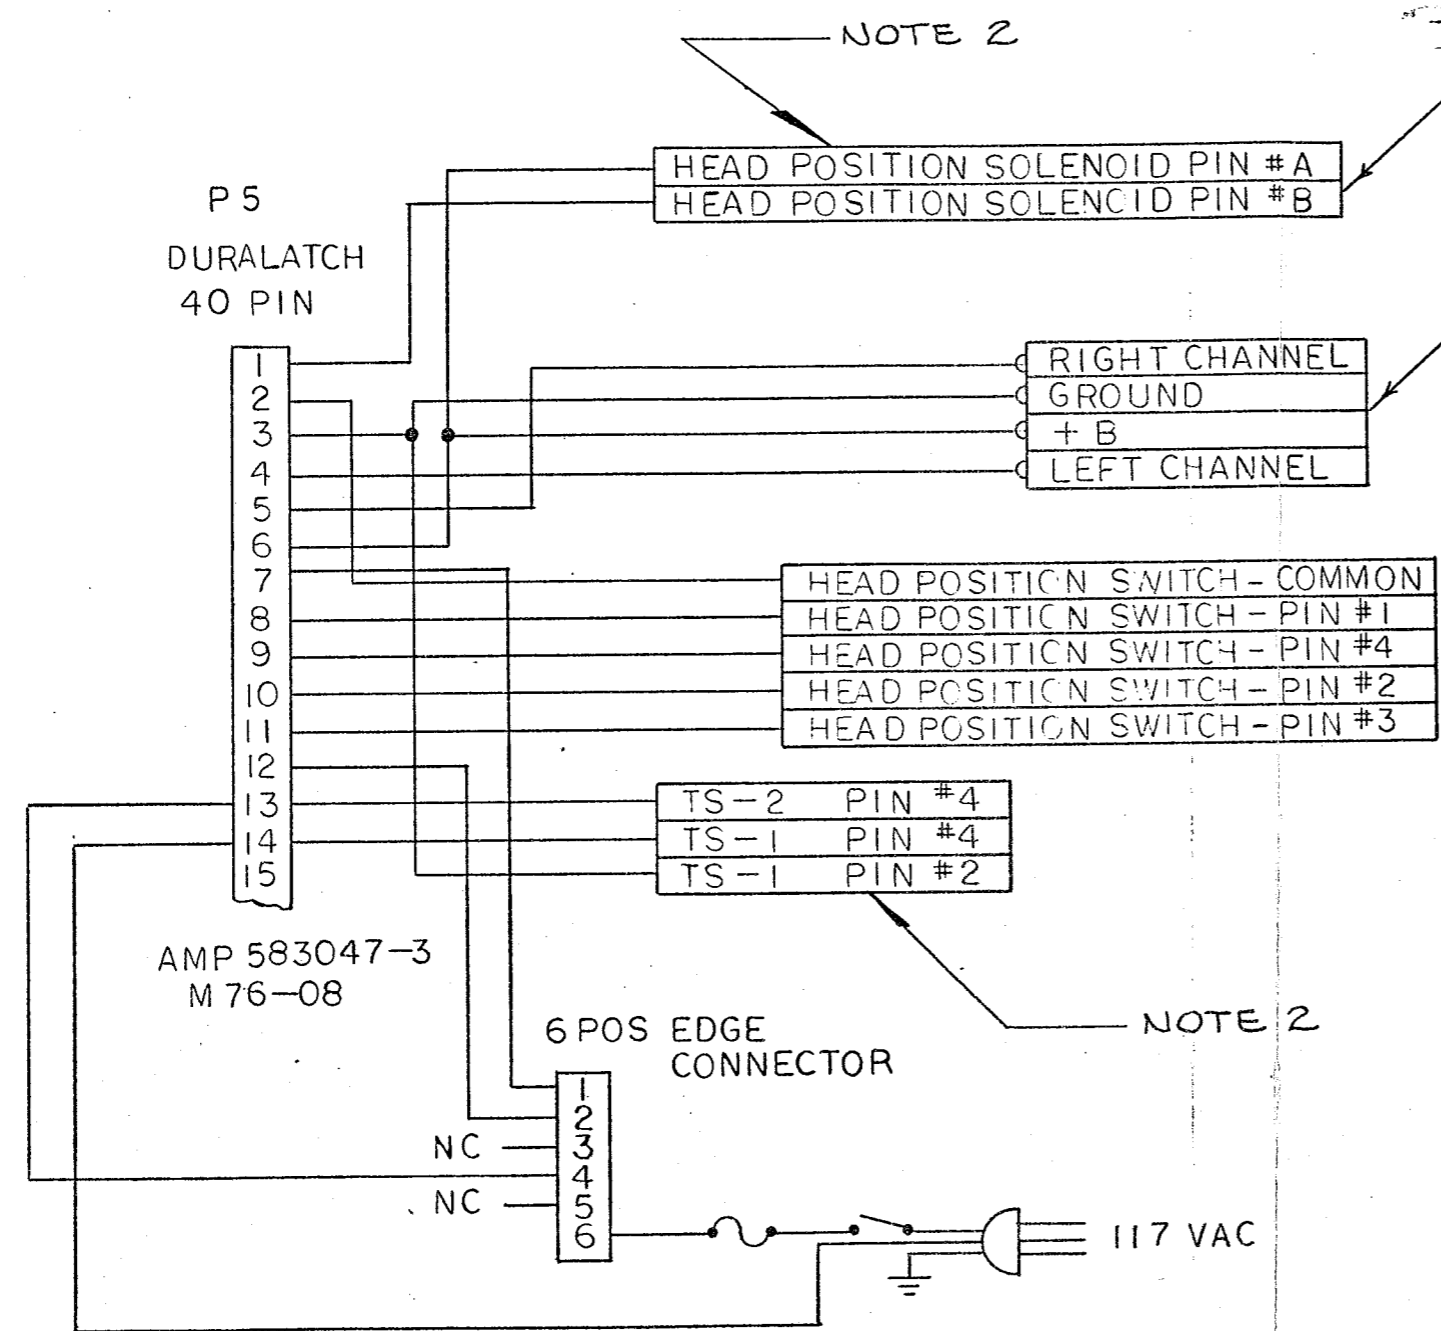 NOTE 2
HEAD POSITION SOLENOID PIN #A
HEAD POSITION SOLENOID PIN #B
P5
DURALATCH
40 PIN
1
2
3
4
5
6
7
8
9
10
11
12
13
14
15
RIGHT CHANNEL
GROUND
+ B
LEFT CHANNEL
HEAD POSITION SWITCH - COMMON
HEAD POSITION SWITCH - PIN #1
HEAD POSITION SWITCH - PIN #4
HEAD POSITION SWITCH - PIN #2
HEAD POSITION SWITCH - PIN #3
TS-2 PIN #4
TS-1 PIN #4
TS-1 PIN #2
AMP 583047-3
M 76-08
NOTE 2
6 POS EDGE
CONNECTOR
1
2
NC 3
4
NC 5
6
117 VAC